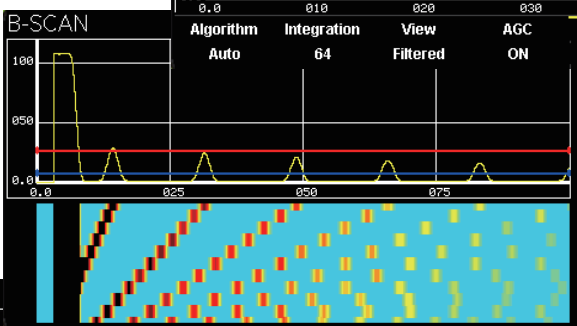 0.0 010 020 030
B-SCAN
Algorithm Integration View AGC
Auto 64 Filtered ON
100
050
0.0
0.0 025 050 075